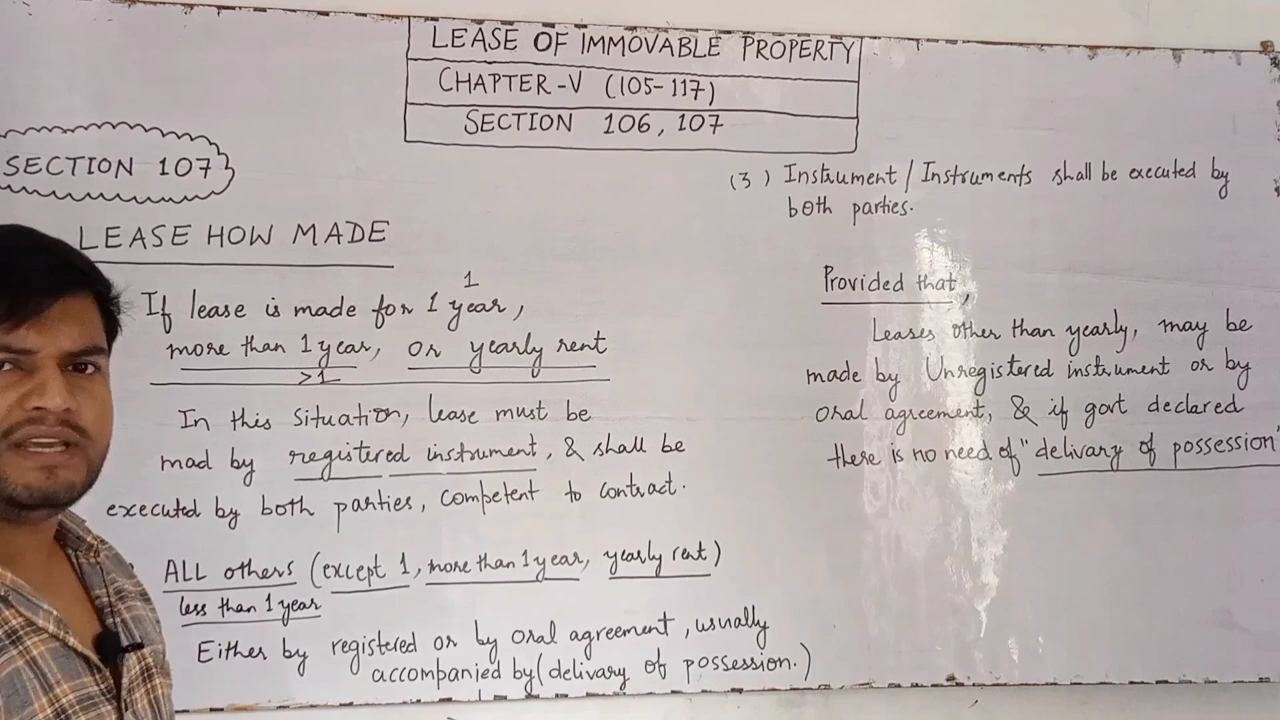 LEASE OF IMMOVABLE PROPERTY
CHAPTER-V (105-117)
SECTION 106, 107
SECTION 107
LEASE HOW MADE
1
If lease is made for 1 year,
more than 1 year, or yearly rent
>1
In this situation, lease must be
mad by registered instrument, & shall be
executed by both parties, competent to contract.
ALL others (except 1, more than 1 year, yearly rent)
less than 1 year
Either by registered or by oral agreement, usually
accompanied by (delivary of possession.)
(3) Instrument / Instruments shall be executed by
both parties.
Provided that,
Leases other than yearly, may be
made by Unregistered instrument or by
oral agreement, & if govt declared
there is no need of "delivary of possession"